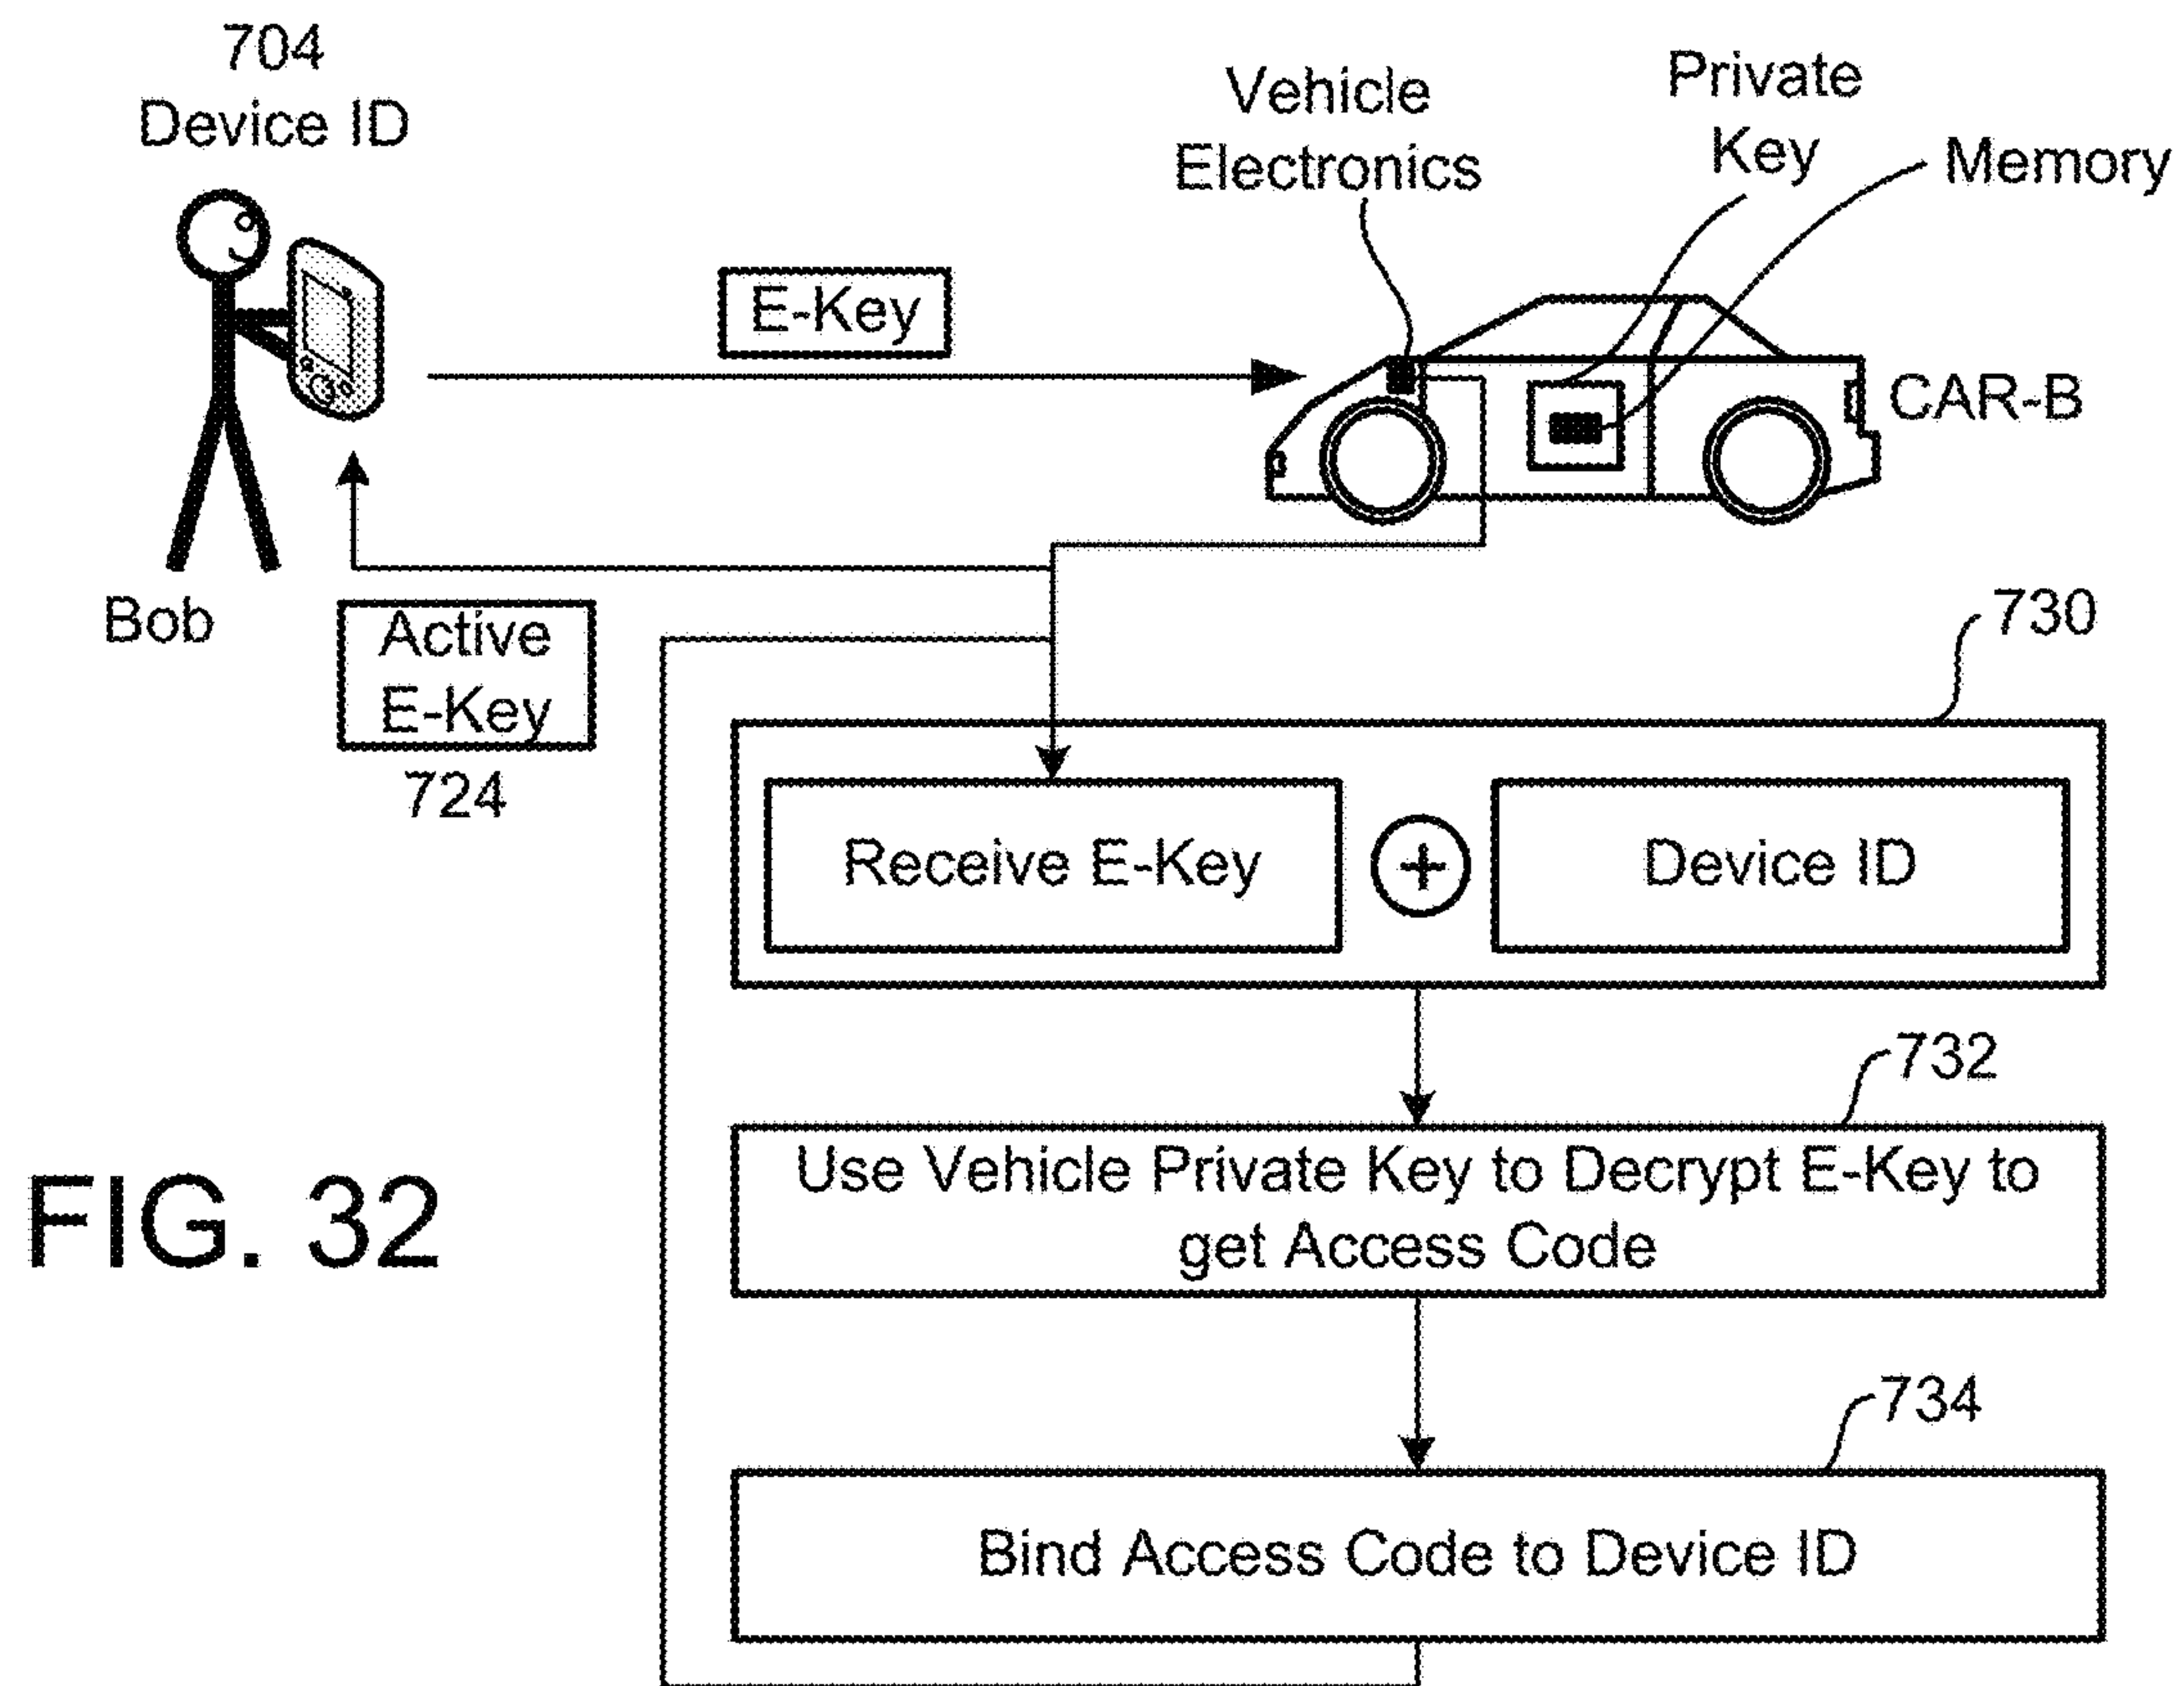 704
Device ID
Vehicle
Electronics
Private
Key
Memory
E-Key
CAR-B
Bob
Active
E-Key
724
730
Receive E-Key
+
Device ID
732
Use Vehicle Private Key to Decrypt E-Key to
get Access Code
FIG. 32
734
Bind Access Code to Device ID